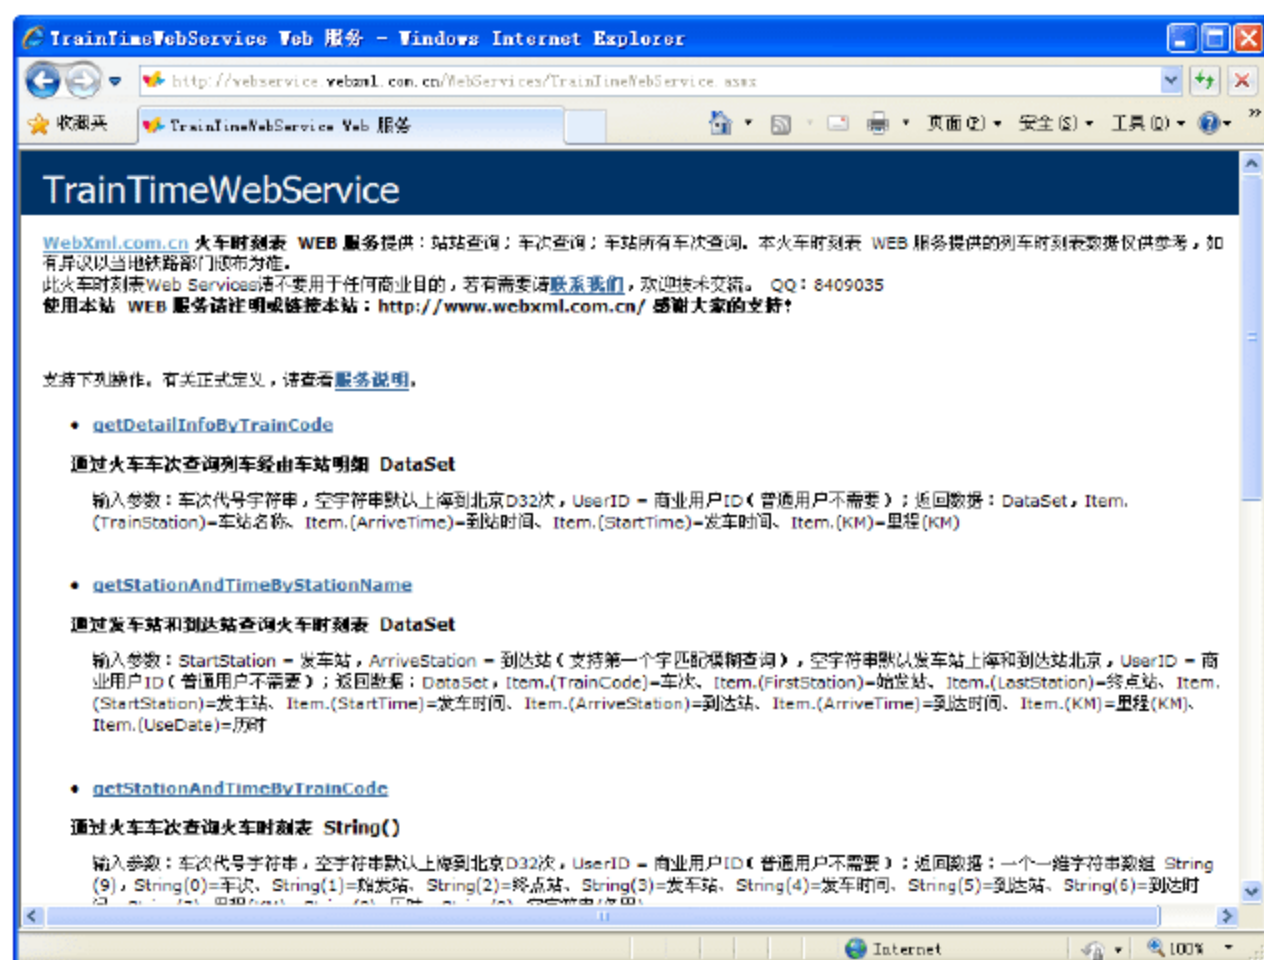 TrainTimeWebService Web 服务 - Windows Internet Explorer
http://webservice.webxml.com.cn/WebServices/TrainTimeWebService.asmx
收藏夹 TrainTimeWebService Web 服务 页面(P) 安全(S) 工具(O)
TrainTimeWebService
WebXml.com.cn 火车时刻表 WEB 服务提供：站站查询；车次查询；车站所有车次查询。本火车时刻表 WEB 服务提供的列车时刻表数据仅供参考，如
有异议以当地铁路部门颁布为准。
此火车时刻表Web Services请不要用于任何商业目的，若有需要请联系我们，欢迎技术交流。 QQ：8409035
使用本站 WEB 服务请注明或链接本站：http://www.webxml.com.cn/ 感谢大家的支持！
支持下列操作。有关正式定义，请查看服务说明。
• getDetailInfoByTrainCode
通过火车车次查询列车经由车站明细 DataSet
输入参数：车次代号字符串，空字符串默认上海到北京D32次，UserID = 商业用户ID（普通用户不需要）；返回数据：DataSet，Item.
(TrainStation)=车站名称、Item.(ArriveTime)=到站时间、Item.(StartTime)=发车时间、Item.(KM)=里程(KM)
• getStationAndTimeByStationName
通过发车站和到达站查询火车时刻表 DataSet
输入参数：StartStation = 发车站，ArriveStation = 到达站（支持第一个字匹配模糊查询），空字符串默认发车站上海和到达站北京，UserID = 商
业用户ID（普通用户不需要）；返回数据：DataSet，Item.(TrainCode)=车次、Item.(FirstStation)=始发站、Item.(LastStation)=终点站、Item.
(StartStation)=发车站、Item.(StartTime)=发车时间、Item.(ArriveStation)=到达站、Item.(ArriveTime)=到达时间、Item.(KM)=里程(KM)、
Item.(UseDate)=历时
• getStationAndTimeByTrainCode
通过火车车次查询火车时刻表 String()
输入参数：车次代号字符串，空字符串默认上海到北京D32次，UserID = 商业用户ID（普通用户不需要）；返回数据：一个一维字符串数组 String
(9)，String(0)=车次、String(1)=始发站、String(2)=终点站、String(3)=发车站、String(4)=发车时间、String(5)=到达站、String(6)=到达时
Internet 100%